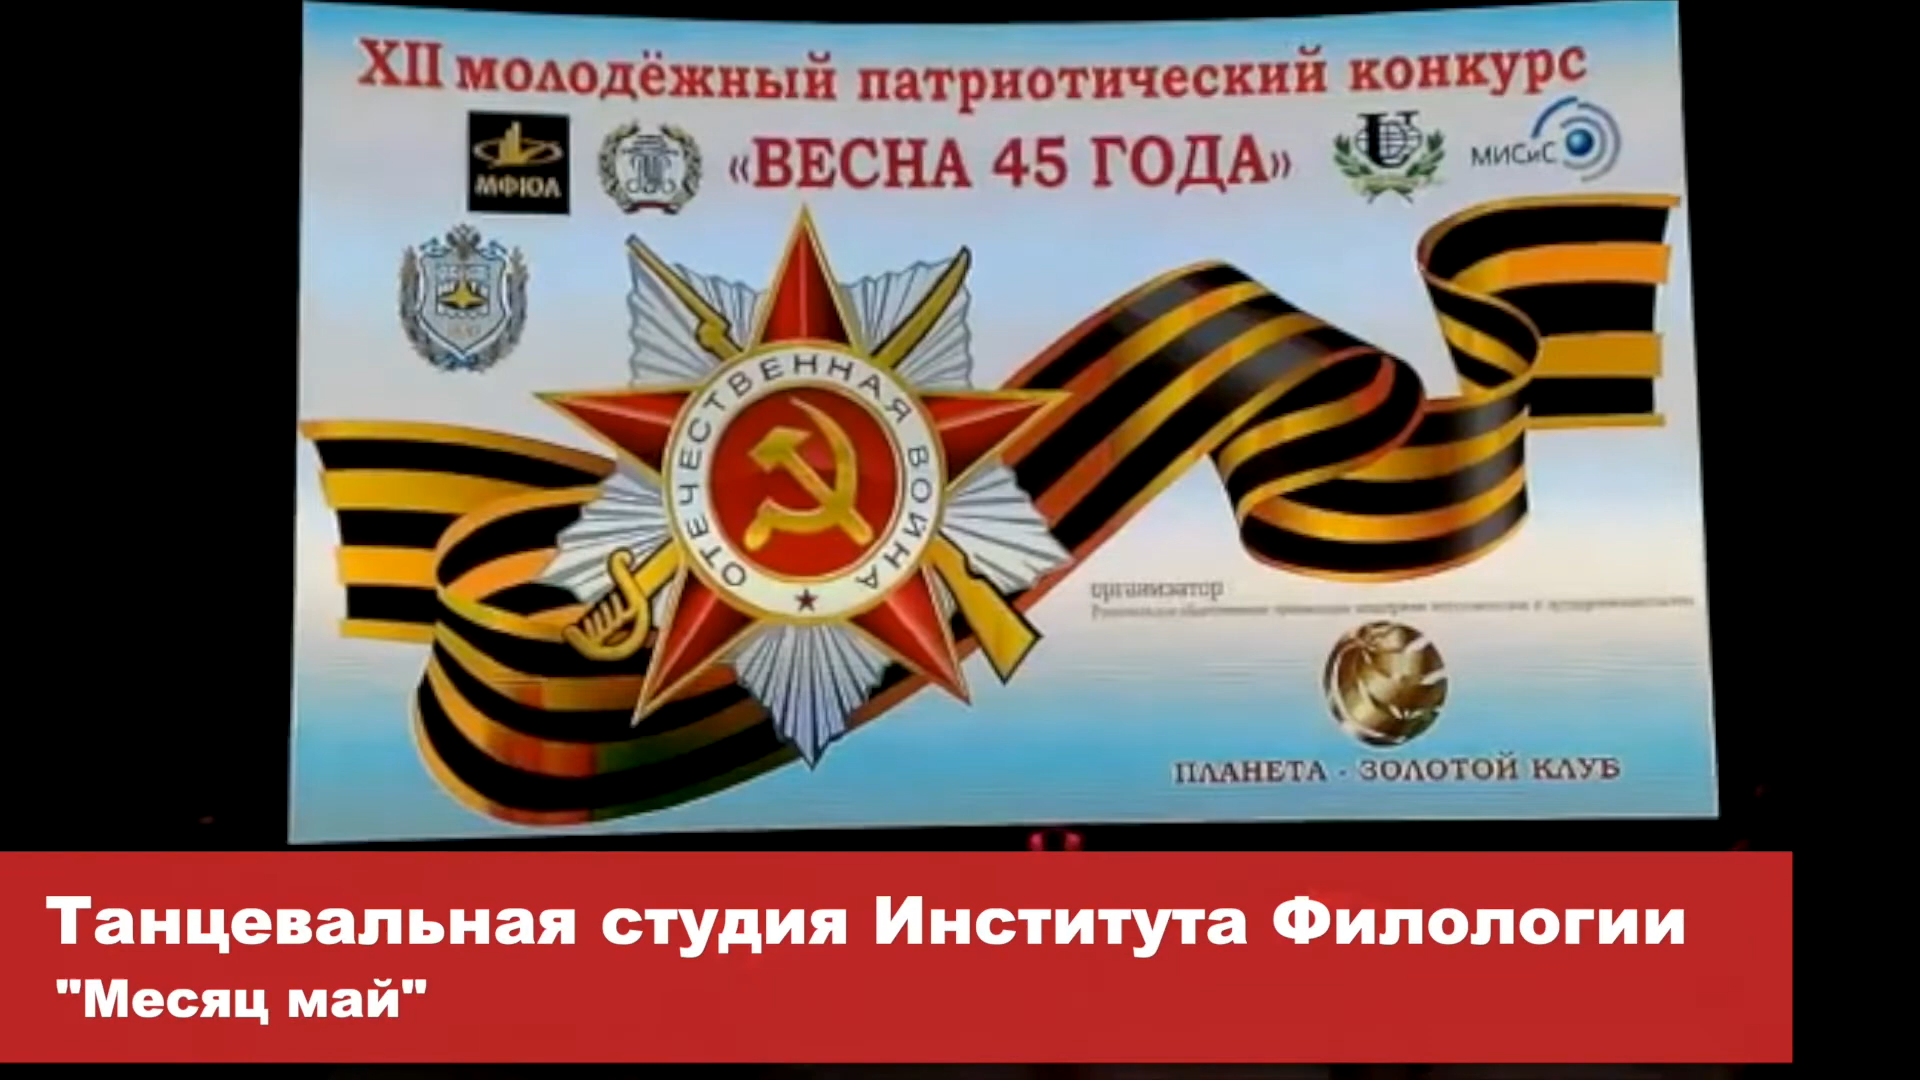 XII молодёжный патриотический конкурс
«ВЕСНА 45 ГОДА»
МФЮА
МИСиС
ОТЕЧЕСТВЕННАЯ ВОЙНА
организатор
ПЛАНЕТА - ЗОЛОТОЙ КЛУБ
Танцевальная студия Института Филологии
"Месяц май"